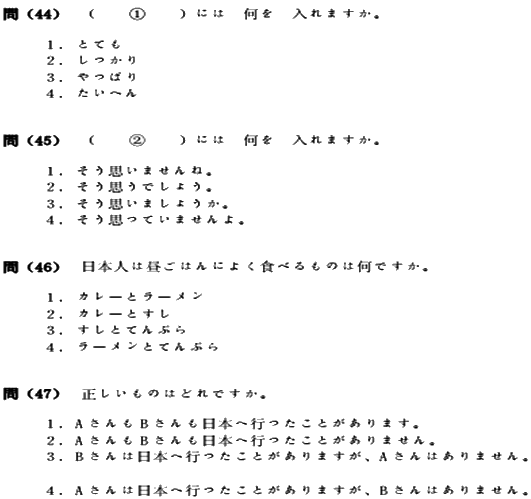 問(44) ( ① )には 何を 入れますか。
1. とても
2. しっかり
3. やっぱり
4. たいへん
問(45) ( ② )には 何を 入れますか。
1. そう思いませんね。
2. そう思うでしょう。
3. そう思いましょうか。
4. そう思っていませんよ。
問(46) 日本人は昼ごはんによく食べるものは何ですか。
1. カレーとラーメン
2. カレーとすし
3. すしとてんぷら
4. ラーメンとてんぷら
問(47) 正しいものはどれですか。
1. AさんもBさんも日本へ行ったことがあります。
2. AさんもBさんも日本へ行ったことがありません。
3. Bさんは日本へ行ったことがありますが、Aさんはありません。
4. Aさんは日本へ行ったことがありますが、Bさんはありません。